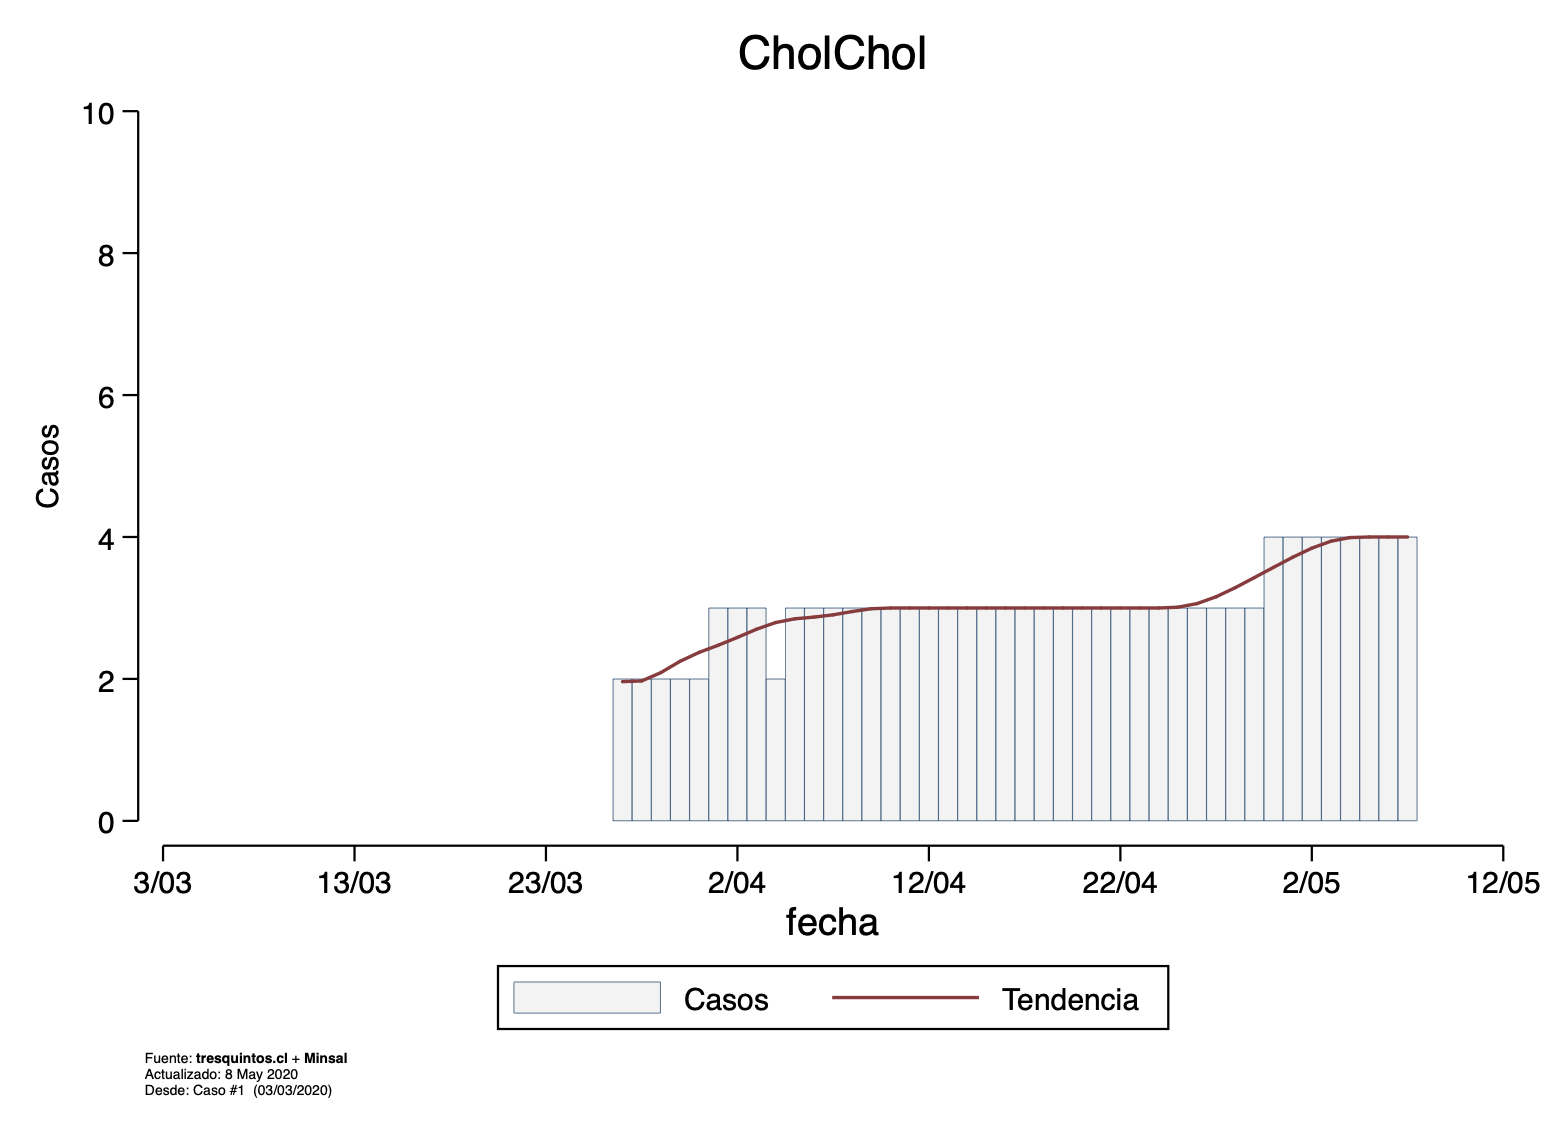 CholChol
10
8
6
4
2
0
Casos
3/03 13/03 23/03 2/04 12/04 22/04 2/05 12/05
fecha
Casos Tendencia
Fuente: tresquintos.cl + Minsal
Actualizado: 8 May 2020
Desde: Caso #1 (03/03/2020)